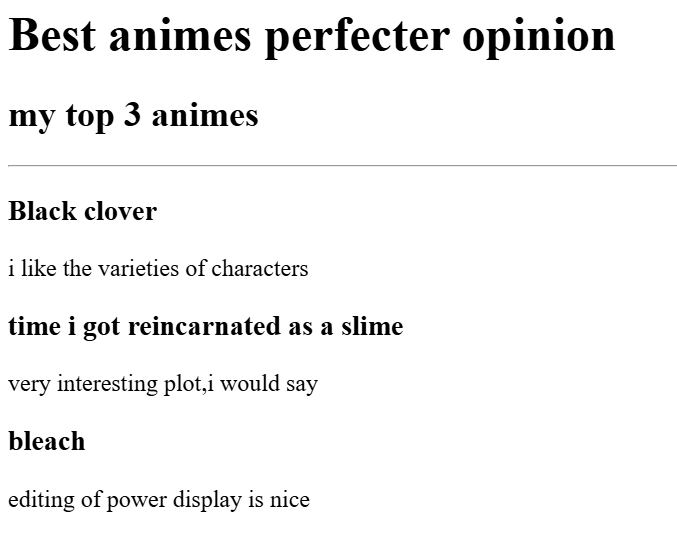 Best animes perfecter opinion
my top 3 animes
Black clover
i like the varieties of characters
time i got reincarnated as a slime
very interesting plot,i would say
bleach
editing of power display is nice